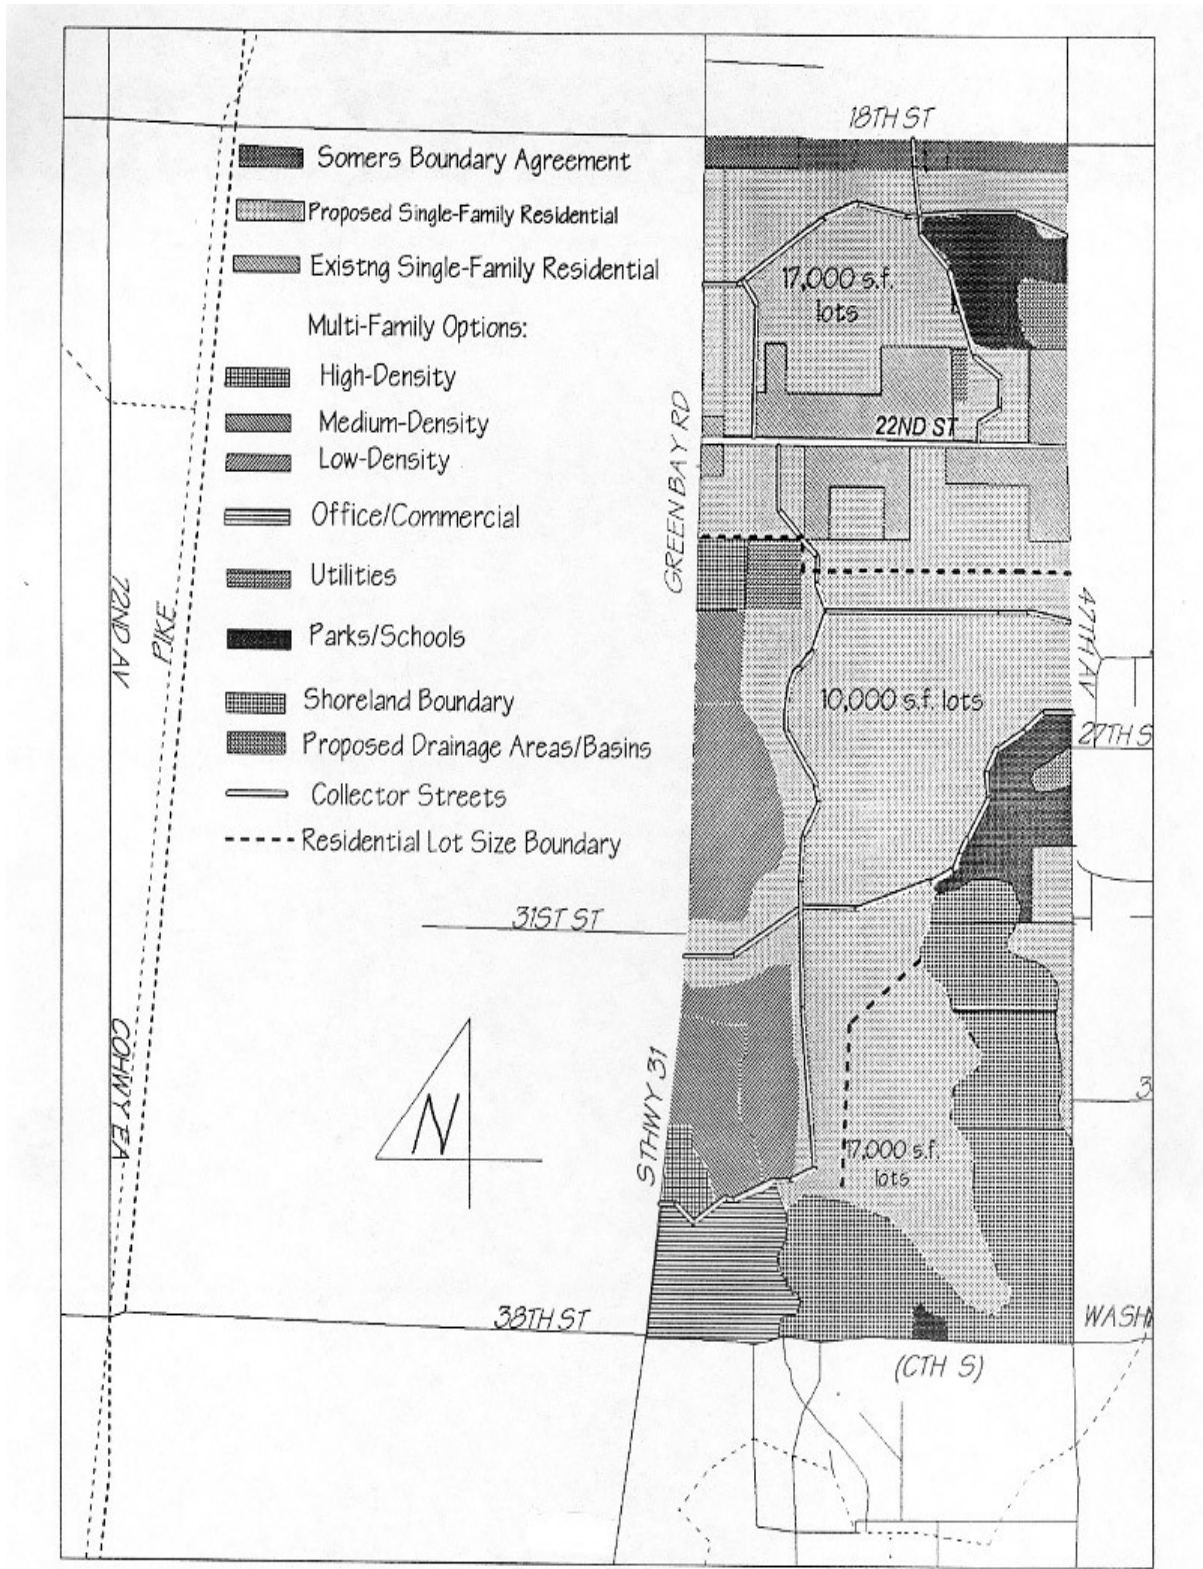 18TH ST
Somers Boundary Agreement
Proposed Single-Family Residential
Existng Single-Family Residential
Multi-Family Options:
High-Density
Medium-Density
Low-Density
Office/Commercial
Utilities
Parks/Schools
Shoreland Boundary
Proposed Drainage Areas/Basins
Collector Streets
Residential Lot Size Boundary
17,000 s.f.
lots
22ND ST
GREEN BAY RD
72ND AV
PIKE
47TH AV
10,000 s.f. lots
27TH S
31ST ST
COHWY EA
N
STHWY 31
3
17,000 s.f.
lots
38TH ST
WASH
(CTH S)